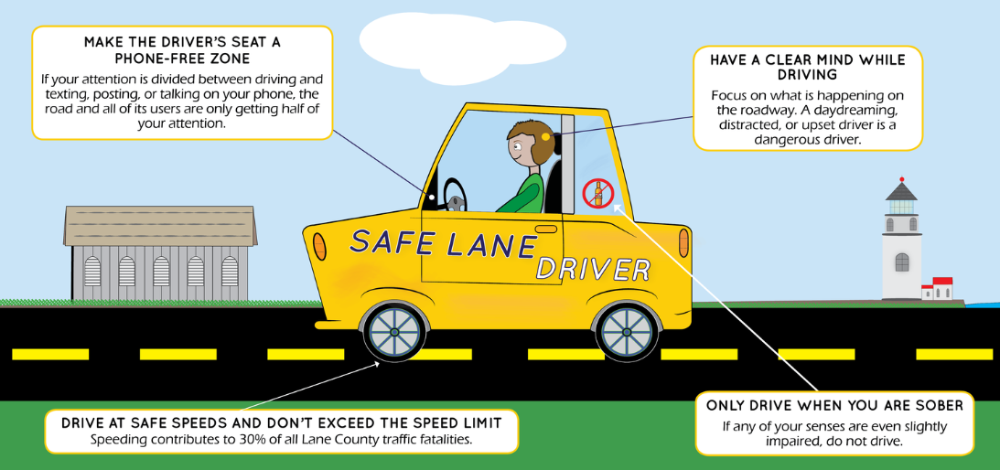 MAKE THE DRIVER'S SEAT A
PHONE-FREE ZONE
If your attention is divided between driving and
texting, posting, or talking on your phone, the
road and all of its users are only getting half of
your attention.
HAVE A CLEAR MIND WHILE
DRIVING
Focus on what is happening on
the roadway. A daydreaming,
distracted, or upset driver is a
dangerous driver.
SAFE LANE
DRIVER
DRIVE AT SAFE SPEEDS AND DON'T EXCEED THE SPEED LIMIT
Speeding contributes to 30% of all Lane County traffic fatalities.
ONLY DRIVE WHEN YOU ARE SOBER
If any of your senses are even slightly
impaired, do not drive.